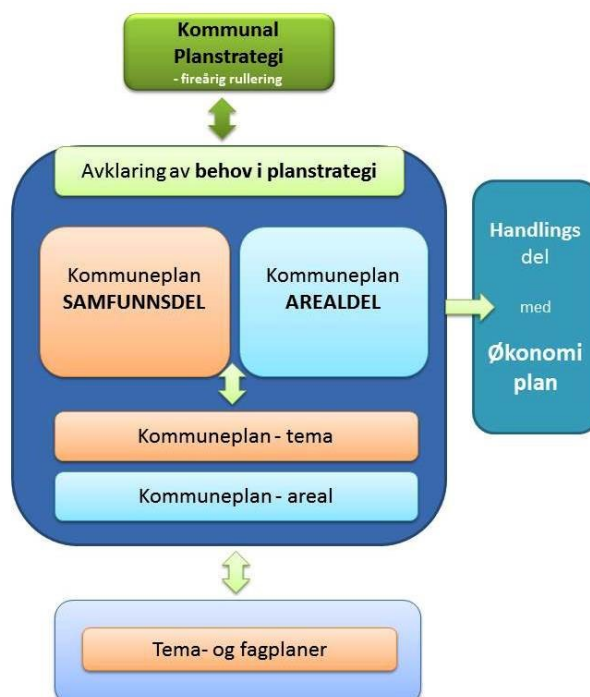 Kommunal
Planstrategi
- fireårig rullering
Avklaring av behov i planstrategi
Kommuneplan
SAMFUNNSDEL
Kommuneplan
AREALDEL
Handlings
del
med
Økonomi
plan
Kommuneplan - tema
Kommuneplan - areal
Tema- og fagplaner